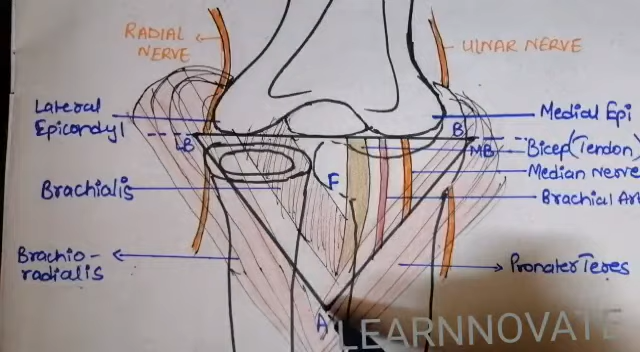 RADIAL
NERVE
ULNAR NERVE
Lateral
Epicondyl
Medial Epi
B
LB
MB
Bicep (Tendon)
Median nerve
F
Brachialis
Brachial Art
Brachio-
radialis
Pronater Teres
A
LEARNNOVATE